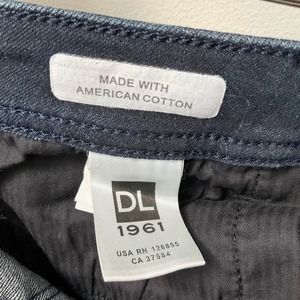 MADE WITH
AMERICAN COTTON
DL
1961
USA RN 126855
CA 37584